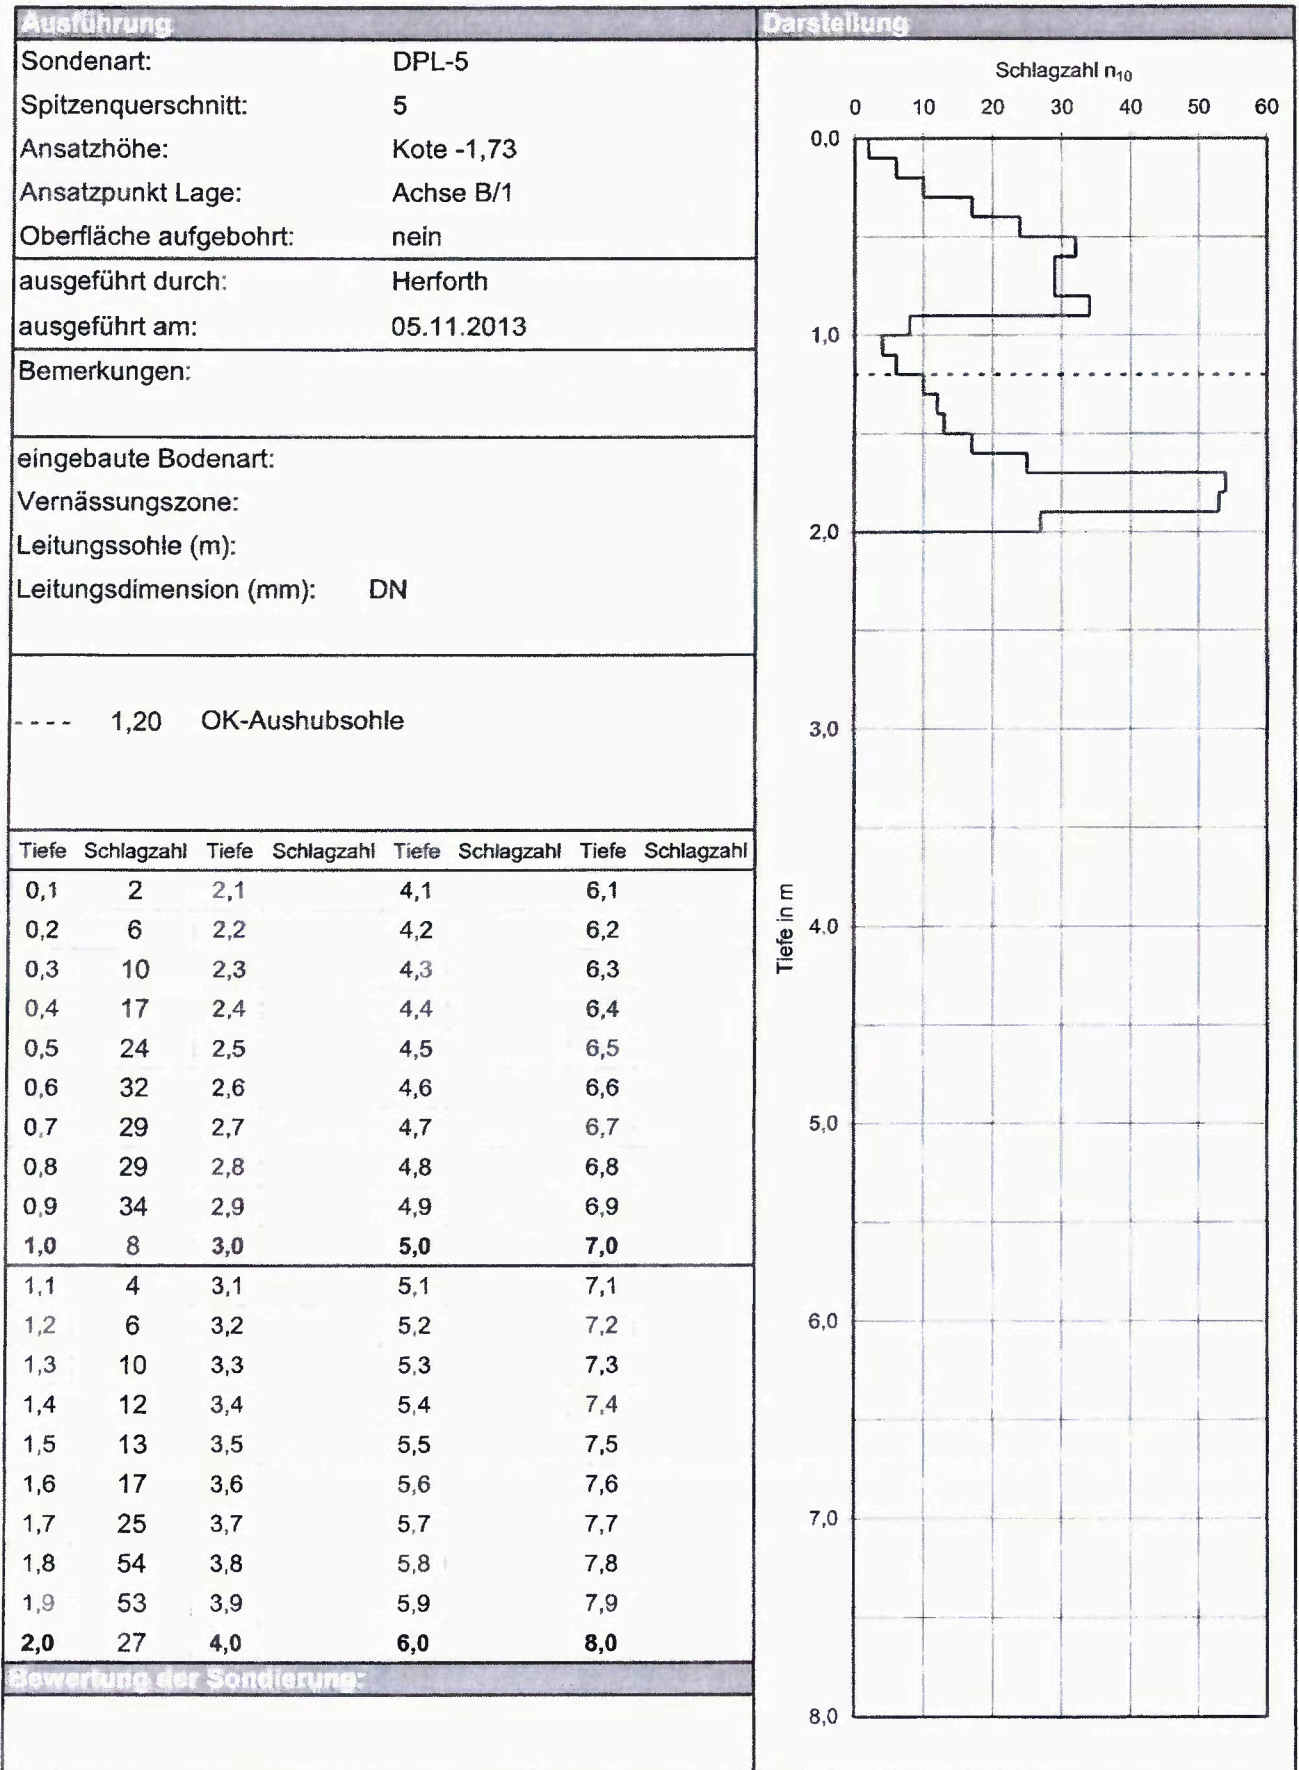 Ausführung
Sondenart: DPL-5
Spitzenquerschnitt: 5
Ansatzhöhe: Kote -1,73
Ansatzpunkt Lage: Achse B/1
Oberfläche aufgebohrt: nein
ausgeführt durch: Herforth
ausgeführt am: 05.11.2013
Bemerkungen:
eingebaute Bodenart:
Vernässungszone:
Leitungssohle (m):
Leitungsdimension (mm): DN
---- 1,20 OK-Aushubsohle
Tiefe Schlagzahl Tiefe Schlagzahl Tiefe Schlagzahl Tiefe Schlagzahl
0,1 2 2,1 4,1 6,1
0,2 6 2,2 4,2 6,2
0,3 10 2,3 4,3 6,3
0,4 17 2,4 4,4 6,4
0,5 24 2,5 4,5 6,5
0,6 32 2,6 4,6 6,6
0,7 29 2,7 4,7 6,7
0,8 29 2,8 4,8 6,8
0,9 34 2,9 4,9 6,9
1,0 8 3,0 5,0 7,0
1,1 4 3,1 5,1 7,1
1,2 6 3,2 5,2 7,2
1,3 10 3,3 5,3 7,3
1,4 12 3,4 5,4 7,4
1,5 13 3,5 5,5 7,5
1,6 17 3,6 5,6 7,6
1,7 25 3,7 5,7 7,7
1,8 54 3,8 5,8 7,8
1,9 53 3,9 5,9 7,9
2,0 27 4,0 6,0 8,0
Bewertung der Sondierung:
Darstellung
Schlagzahl n10
0 10 20 30 40 50 60
0,0
1,0
2,0
3,0
Tiefe in m
4,0
5,0
6,0
7,0
8,0